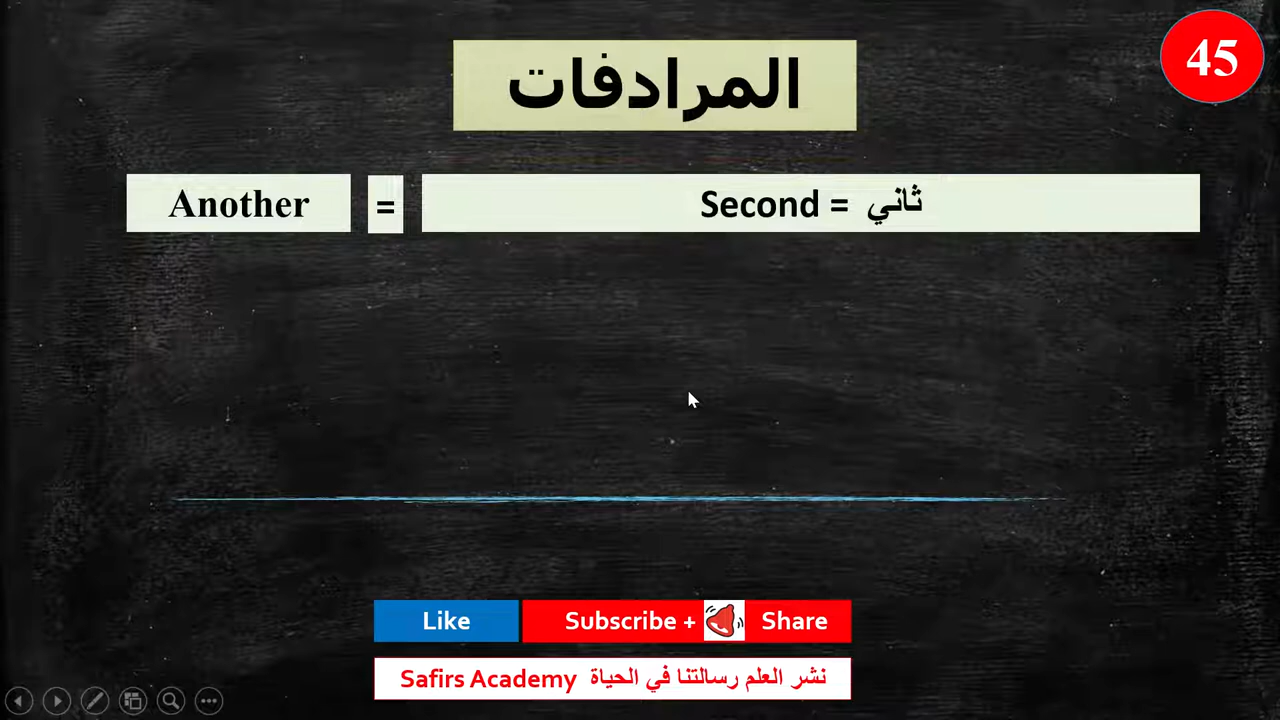 45
المرادفات
Another = Second = ثاني
Like Subscribe + Share
Safirs Academy نشر العلم رسالتنا في الحياة